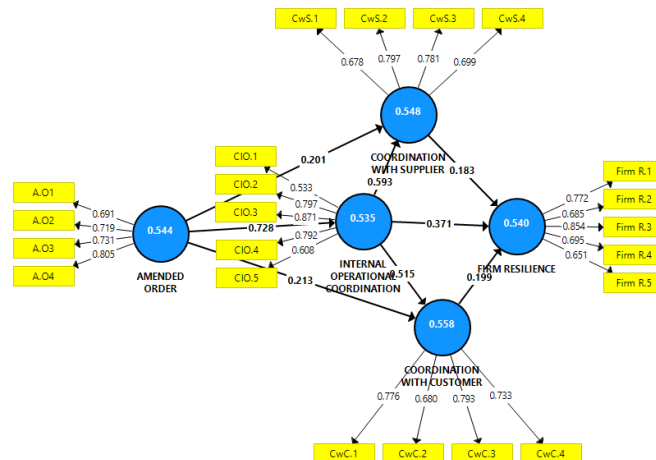 CwS.1
CwS.2
CwS.3
CwS.4
0.678
0.797
0.781
0.699
0.548
COORDINATION
WITH SUPPLIER
0.201
0.593
0.183
CIO.1
CIO.2
CIO.3
CIO.4
CIO.5
0.533
0.797
0.871
0.792
0.608
A.O1
A.O2
A.O3
A.O4
0.691
0.719
0.731
0.805
0.544
AMENDED
ORDER
0.728
0.213
0.535
INTERNAL
OPERATIONAL
COORDINATION
0.371
0.515
0.199
0.540
FIRM RESILIENCE
0.772
0.685
0.854
0.695
0.651
Firm R.1
Firm R.2
Firm R.3
Firm R.4
Firm R.5
0.558
COORDINATION
WITH CUSTOMER
0.776
0.680
0.793
0.733
CwC.1
CwC.2
CwC.3
CwC.4